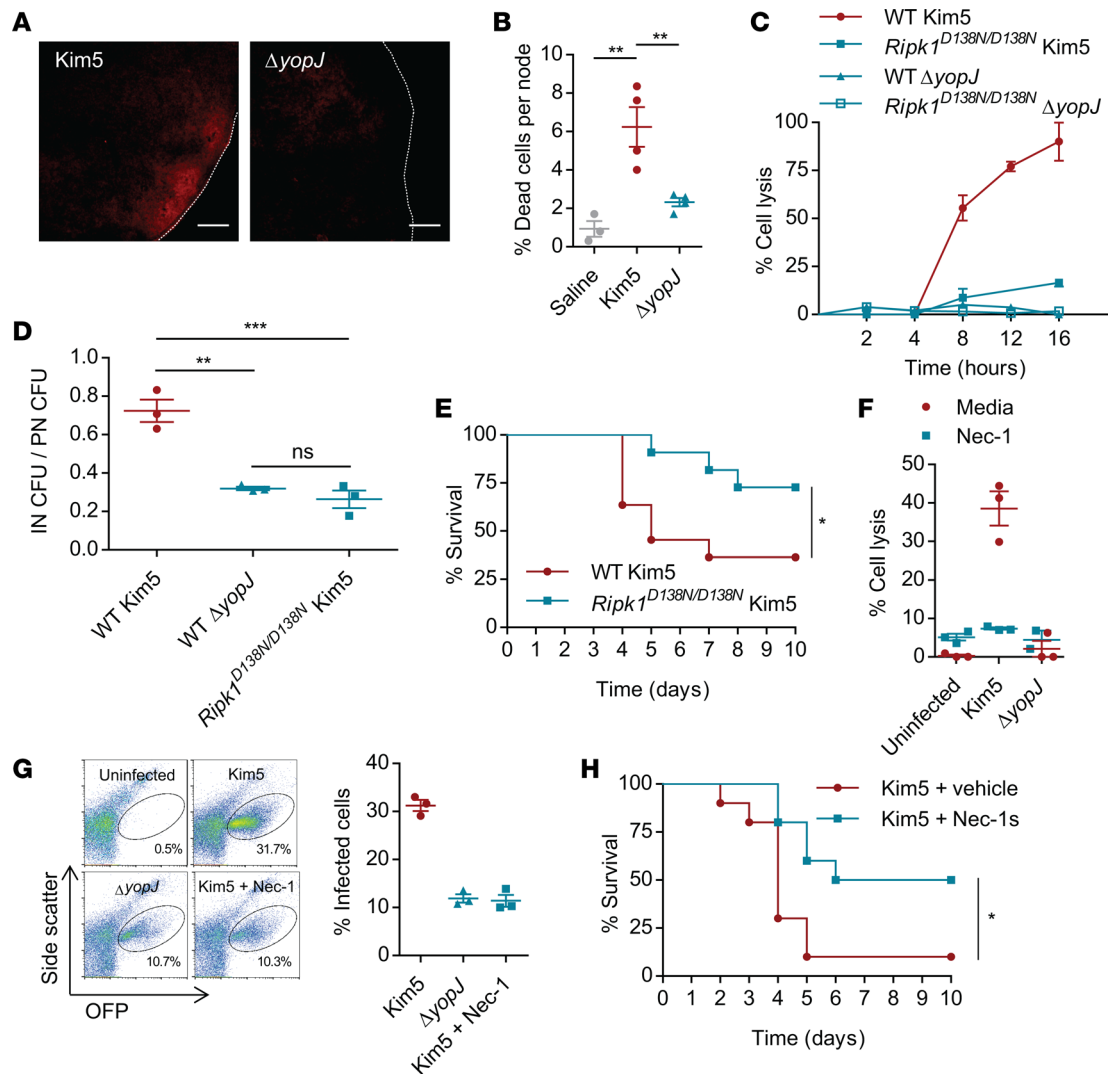 A
Kim5
ΔyopJ
B
% Dead cells per node
10
8
6
4
2
0
**
**
Saline
Kim5
ΔyopJ
C
WT Kim5
Ripk1D138N/D138N Kim5
WT ΔyopJ
Ripk1D138N/D138N ΔyopJ
% Cell lysis
100
75
50
25
0
2
4
8
12
16
Time (hours)
D
IN CFU / PN CFU
1.0
0.8
0.6
0.4
0.2
0.0
***
**
ns
WT Kim5
WT ΔyopJ
Ripk1D138N/D138N Kim5
E
% Survival
100
75
50
25
0
WT Kim5
Ripk1D138N/D138N Kim5
*
0 1 2 3 4 5 6 7 8 9 10
Time (days)
F
Media
Nec-1
% Cell lysis
50
40
30
20
10
0
Uninfected
Kim5
ΔyopJ
G
Uninfected
0.5%
Kim5
31.7%
ΔyopJ
10.7%
Kim5 + Nec-1
10.3%
Side scatter
OFP
% Infected cells
40
30
20
10
0
Kim5
ΔyopJ
Kim5 + Nec-1
H
Kim5 + vehicle
Kim5 + Nec-1s
% Survival
100
75
50
25
0
*
0 1 2 3 4 5 6 7 8 9 10
Time (days)